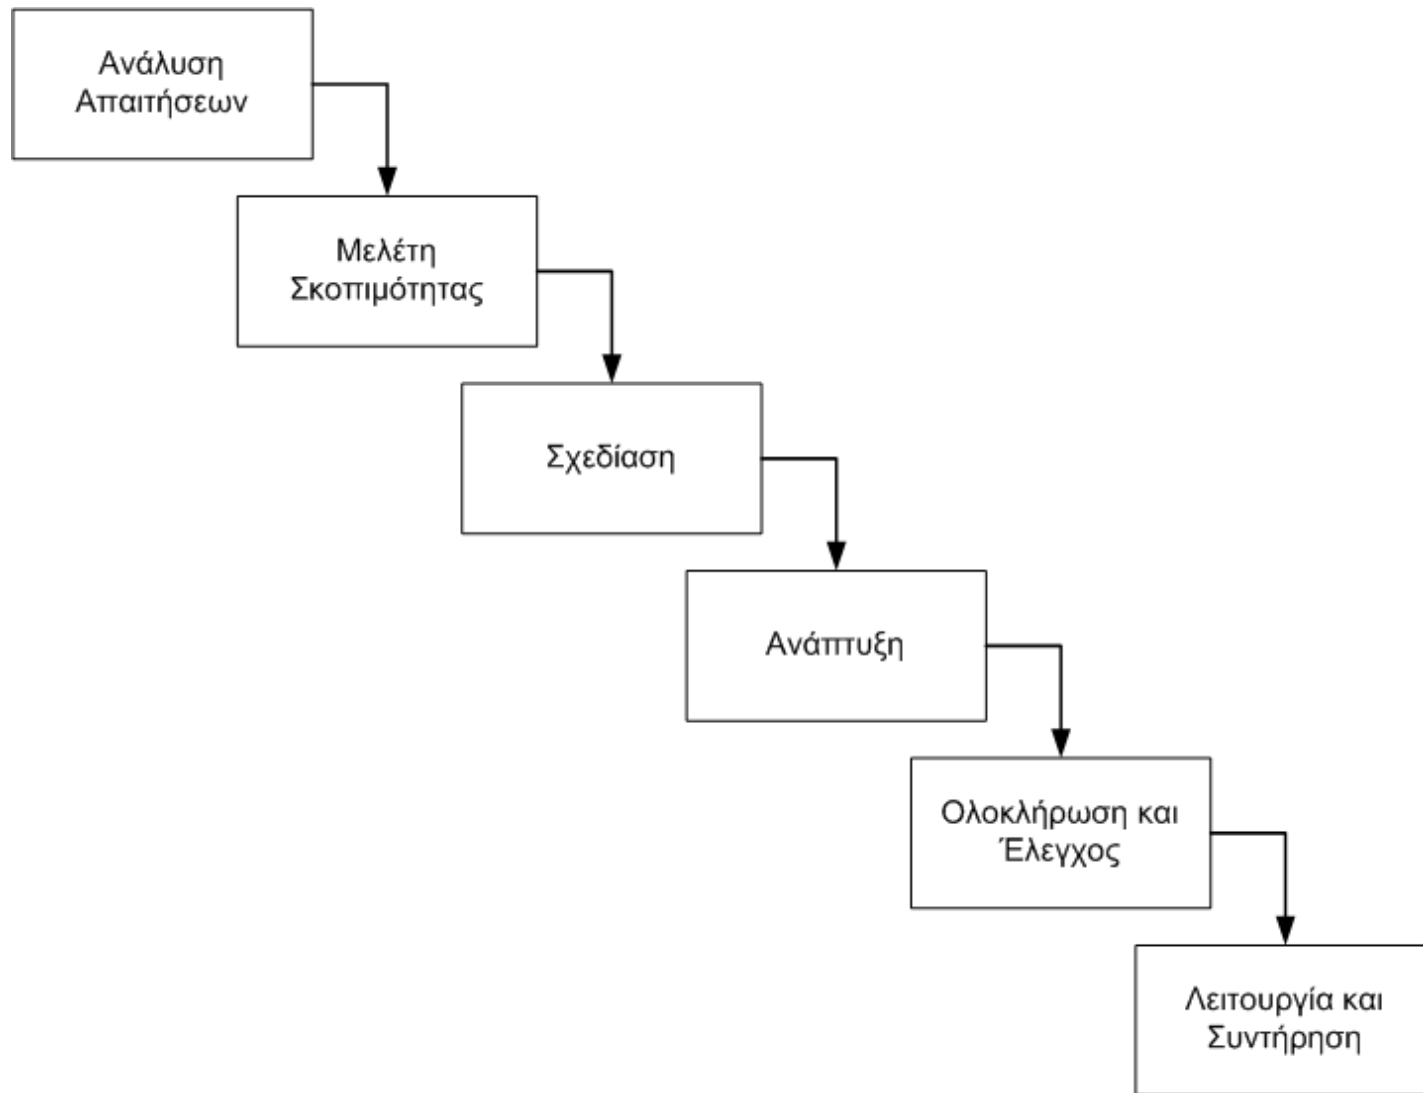 Ανάλυση
Απαιτήσεων
Μελέτη
Σκοπιμότητας
Σχεδίαση
Ανάπτυξη
Ολοκλήρωση και
Έλεγχος
Λειτουργία και
Συντήρηση